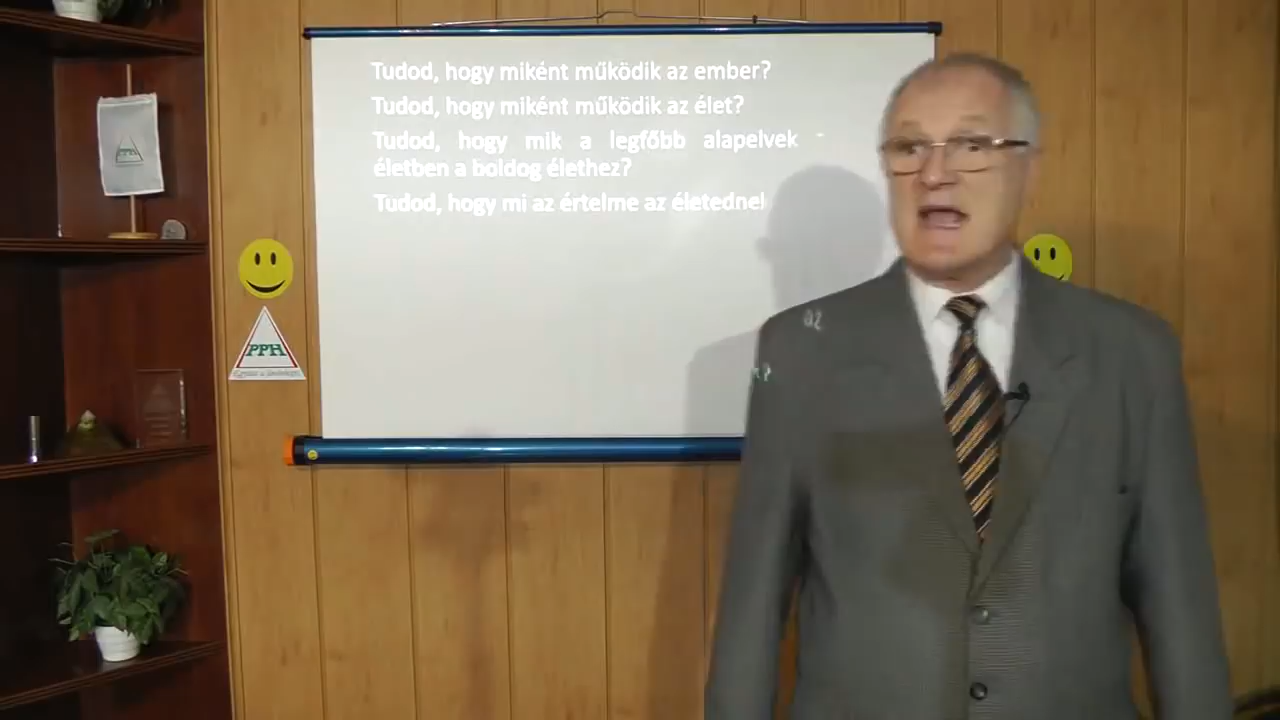 Tudod, hogy miként működik az ember?
Tudod, hogy miként működik az élet?
Tudod, hogy mik a legfőbb alapelvek
életben a boldog élethez?
Tudod, hogy mi az értelme az életedne
PPH